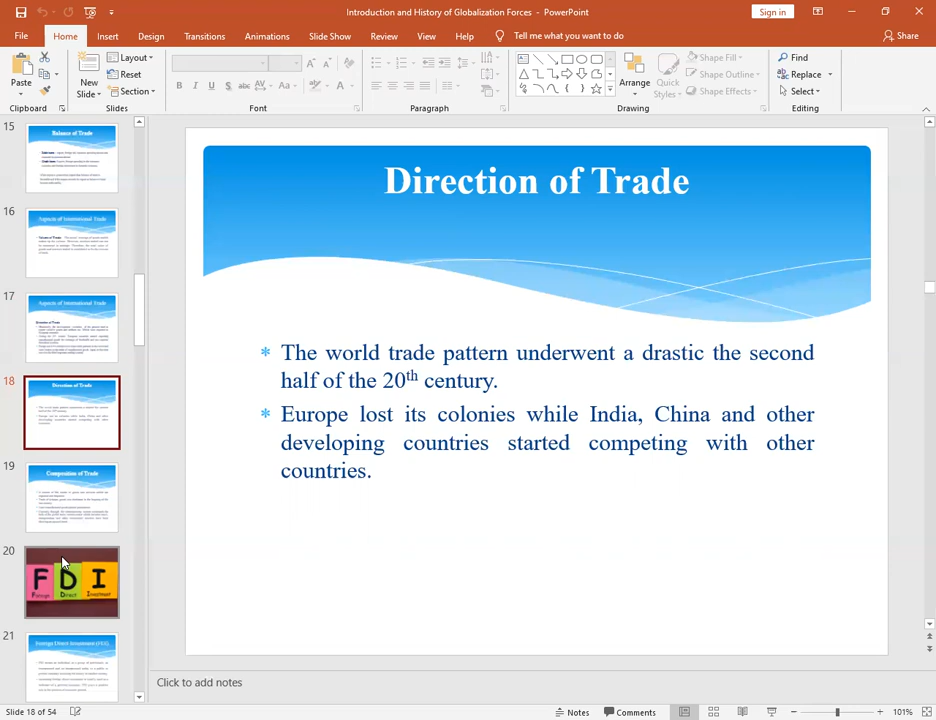 Introduction and History of Globalization Forces - PowerPoint
Sign in
File Home Insert Design Transitions Animations Slide Show Review View Help Tell me what you want to do Share
Paste
New Slide
Layout
Reset
Section
Arrange
Quick Styles
Shape Fill
Shape Outline
Shape Effects
Find
Replace
Select
Clipboard Slides Font Paragraph Drawing Editing
15
Balance of Trade
16
Aspects of International Trade
17
Aspects of International Trade
18
Direction of Trade
19
Composition of Trade
20
F D I
Foreign Direct Investment
21
Foreign Direct Investment (FDI)
Direction of Trade
The world trade pattern underwent a drastic the second
half of the 20th century.
Europe lost its colonies while India, China and other
developing countries started competing with other
countries.
Click to add notes
Slide 18 of 54 Notes Comments 101%